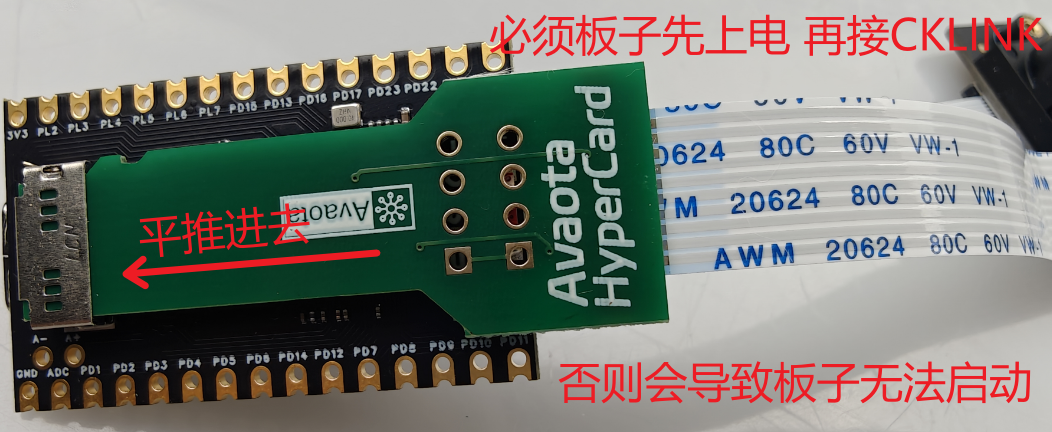 必须板子先上电 再接CKLINK
3V3 PL2 PL3 PL4 PL5 PL6 PL7 PD15 PD13 PD16 PD17 PD23 PD22
20624 80C 60V VW-1
AWM 20624 80C 60V VW-1
AWM 20624 80C 60V VW-1
Avaota
HyperCard
Avaota
平推进去
A- A+
GND ADC PD1 PD2 PD3 PD4 PD5 PD6 PD14 PD12 PD7 PD8 PD9 PD10 PD11
否则会导致板子无法启动